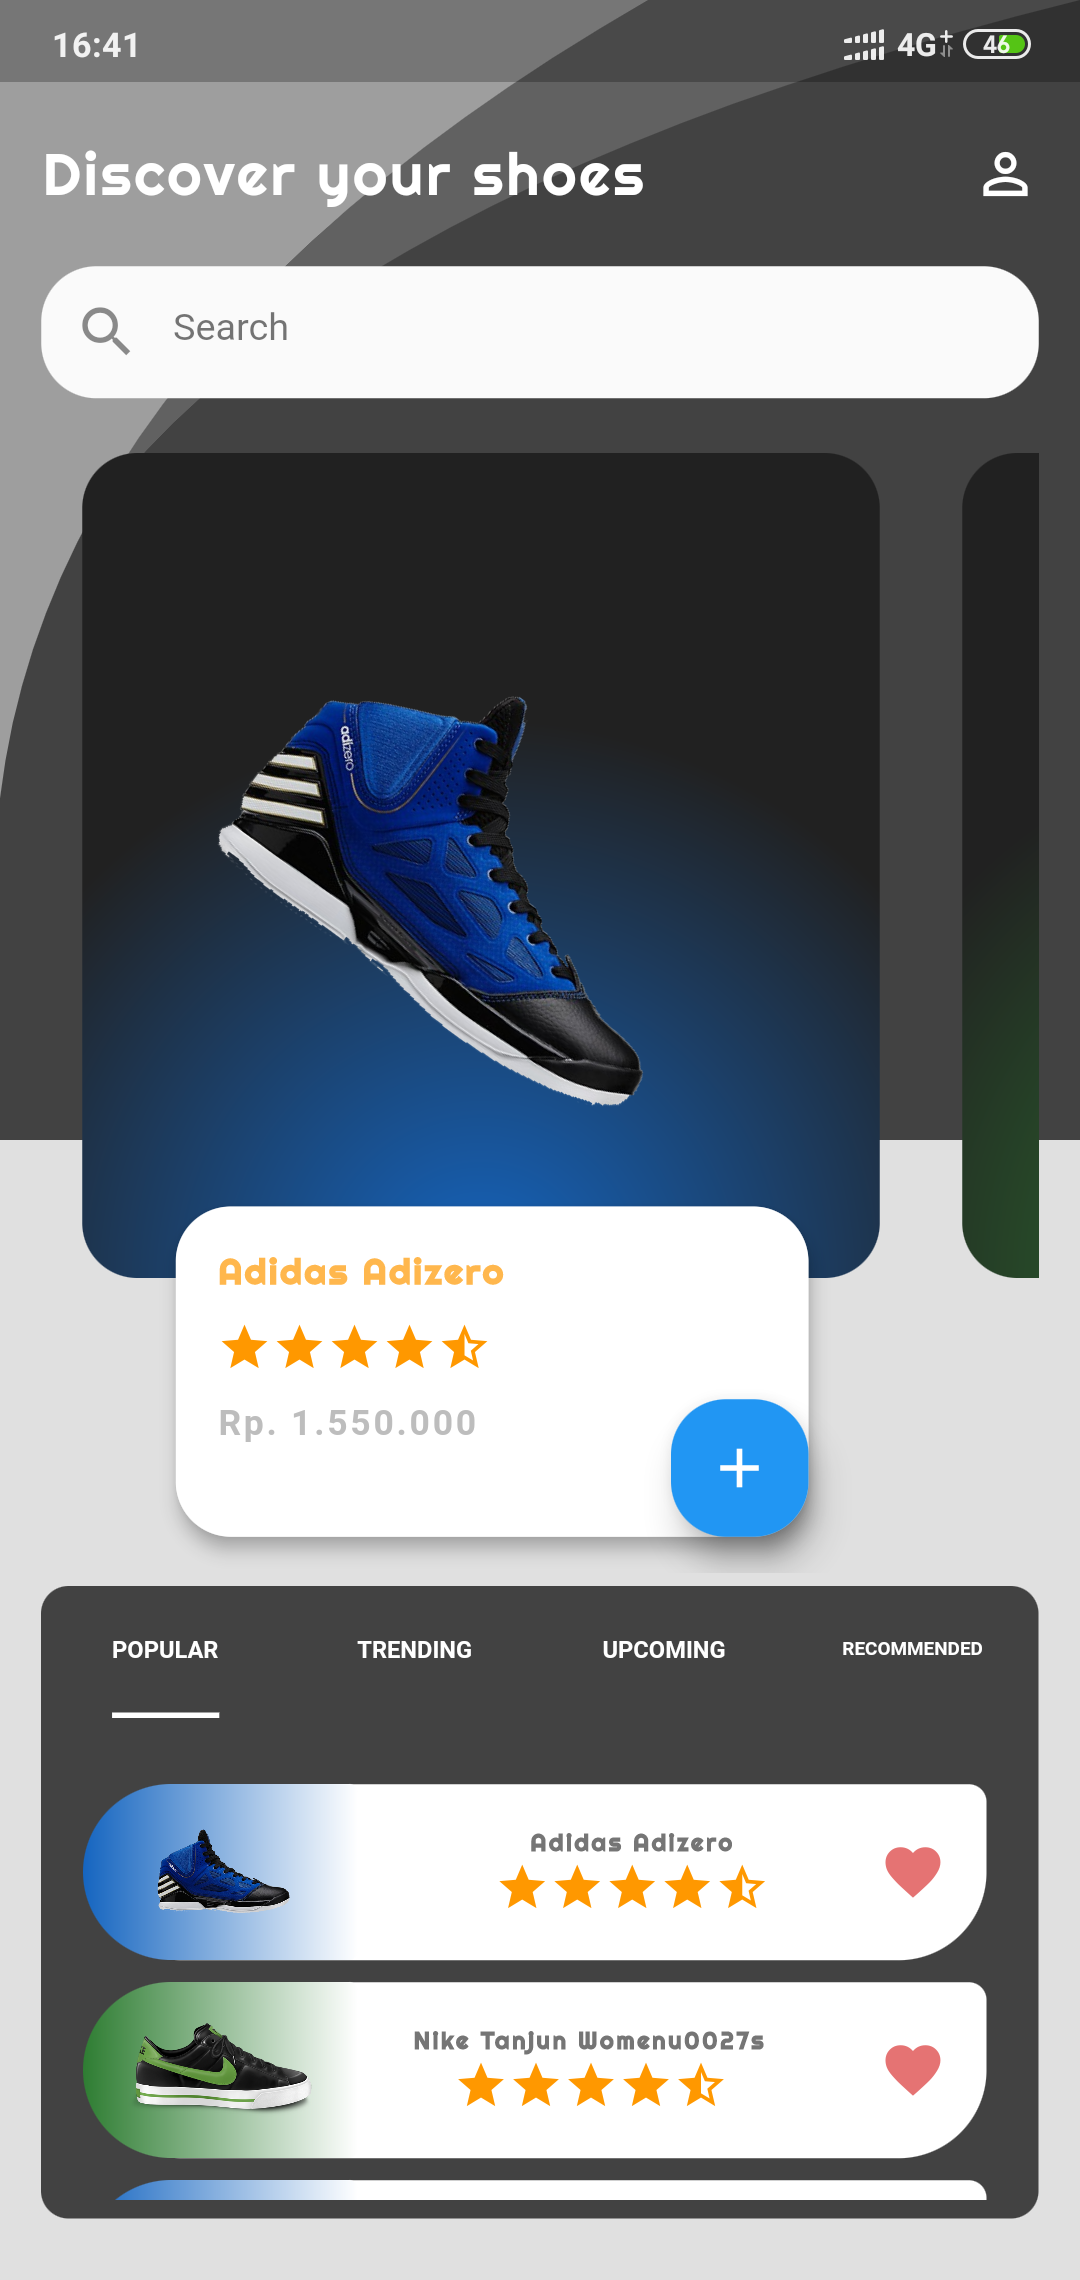 16:41
4G+
46
Discover your shoes
Search
adizero
Adidas Adizero
Rp. 1.550.000
POPULAR
TRENDING
UPCOMING
RECOMMENDED
Adidas Adizero
Nike Tanjun Womenu0027s